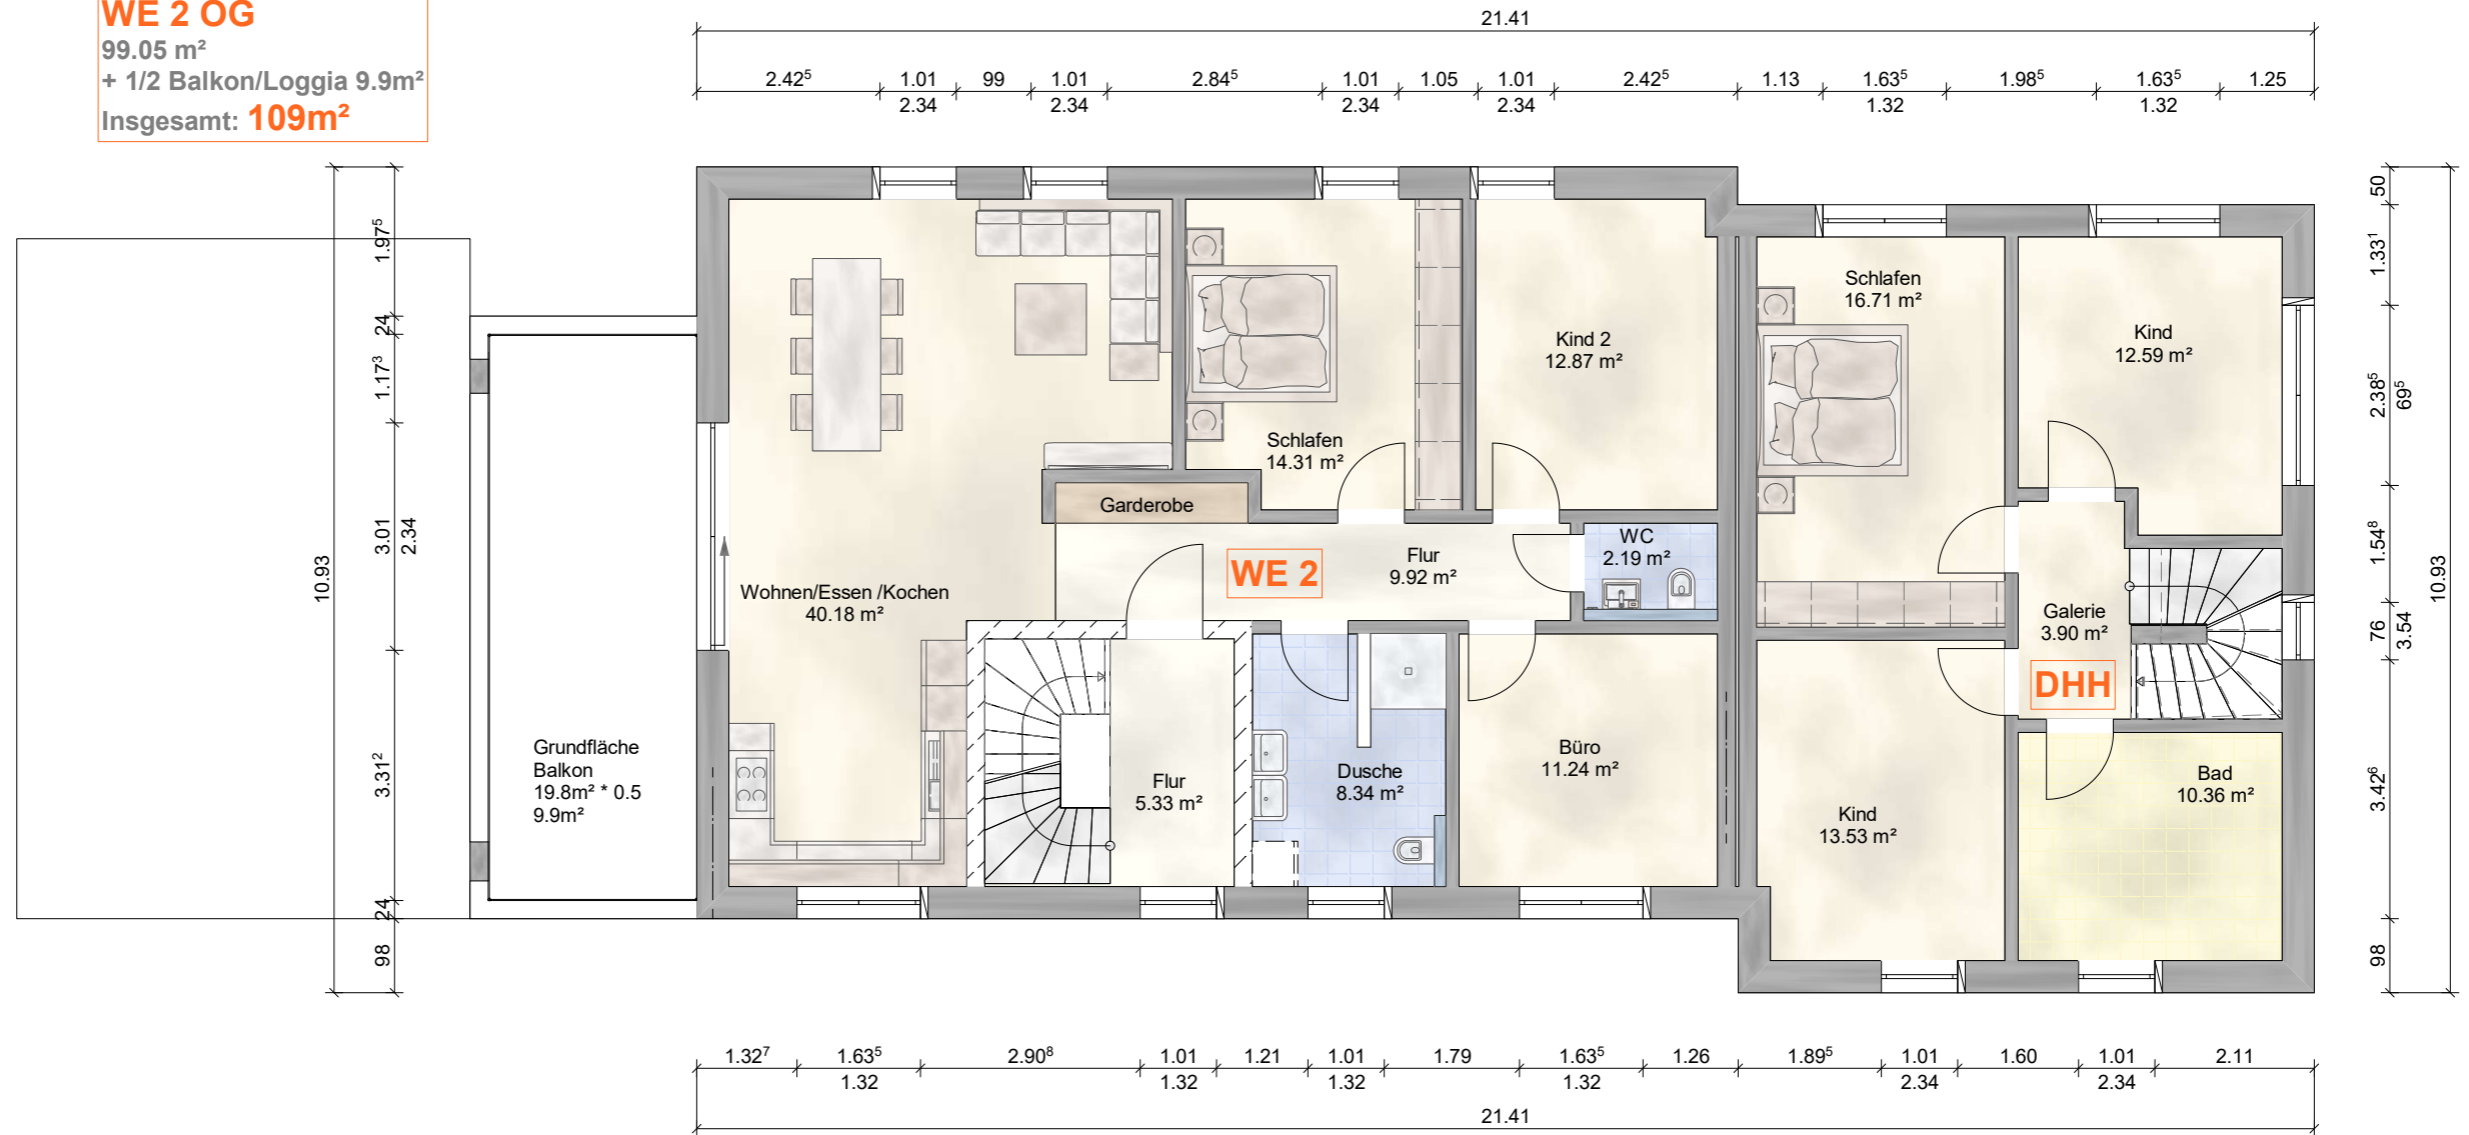 WE 2 OG
99.05 m²
+ 1/2 Balkon/Loggia 9.9m²
Insgesamt: 109m²
21.41
2.42⁵ 1.01 99 1.01 2.84⁵ 1.01 1.05 1.01 2.42⁵ 1.13 1.63⁵ 1.98⁵ 1.63⁵ 1.25
2.34 2.34 2.34 2.34 1.32 1.32
10.93
1.97⁵
24
1.17³
3.01
2.34
3.31²
24
98
Grundfläche
Balkon
19.8m² * 0.5
9.9m²
Wohnen/Essen /Kochen
40.18 m²
Schlafen
14.31 m²
Kind 2
12.87 m²
Garderobe
WE 2
Flur
9.92 m²
WC
2.19 m²
Flur
5.33 m²
Dusche
8.34 m²
Büro
11.24 m²
Schlafen
16.71 m²
Kind
12.59 m²
Galerie
3.90 m²
DHH
Kind
13.53 m²
Bad
10.36 m²
50
1.33¹
2.38⁵
69⁵
1.54⁸
76
3.54
3.42⁶
98
10.93
1.32⁷ 1.63⁵ 2.90⁸ 1.01 1.21 1.01 1.79 1.63⁵ 1.26 1.89⁵ 1.01 1.60 1.01 2.11
1.32 1.32 1.32 1.32 2.34 2.34
21.41